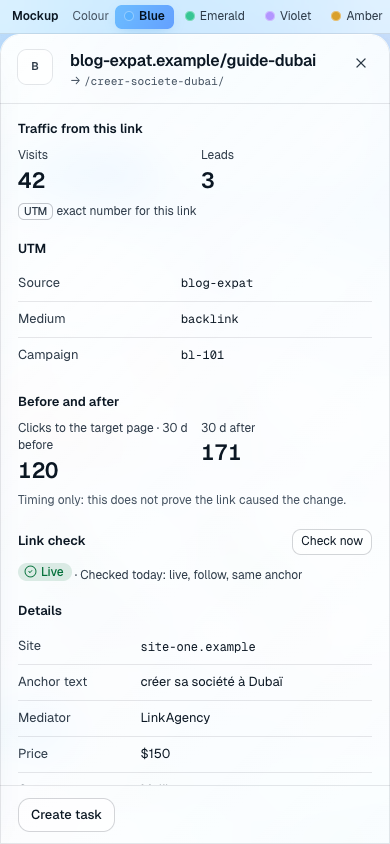 Mockup Colour Blue Emerald Violet Amber
B
blog-expat.example/guide-dubai
→ /creer-societe-dubai/
Traffic from this link
Visits Leads
42 3
UTM exact number for this link
UTM
Source blog-expat
Medium backlink
Campaign bl-101
Before and after
Clicks to the target page · 30 d before
30 d after
120
171
Timing only: this does not prove the link caused the change.
Link check Check now
Live · Checked today: live, follow, same anchor
Details
Site site-one.example
Anchor text créer sa société à Dubaï
Mediator LinkAgency
Price $150
Create task